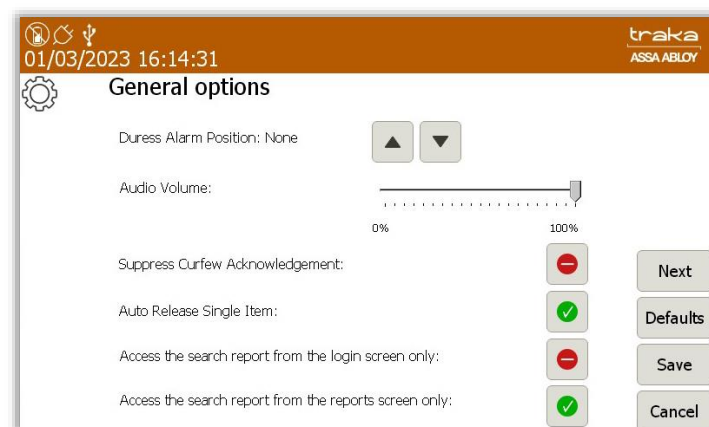 01/03/2023 16:14:31
traka
ASSA ABLOY
General options
Duress Alarm Position: None
Audio Volume:
0% 100%
Suppress Curfew Acknowledgement:
Auto Release Single Item:
Access the search report from the login screen only:
Access the search report from the reports screen only:
Next
Defaults
Save
Cancel